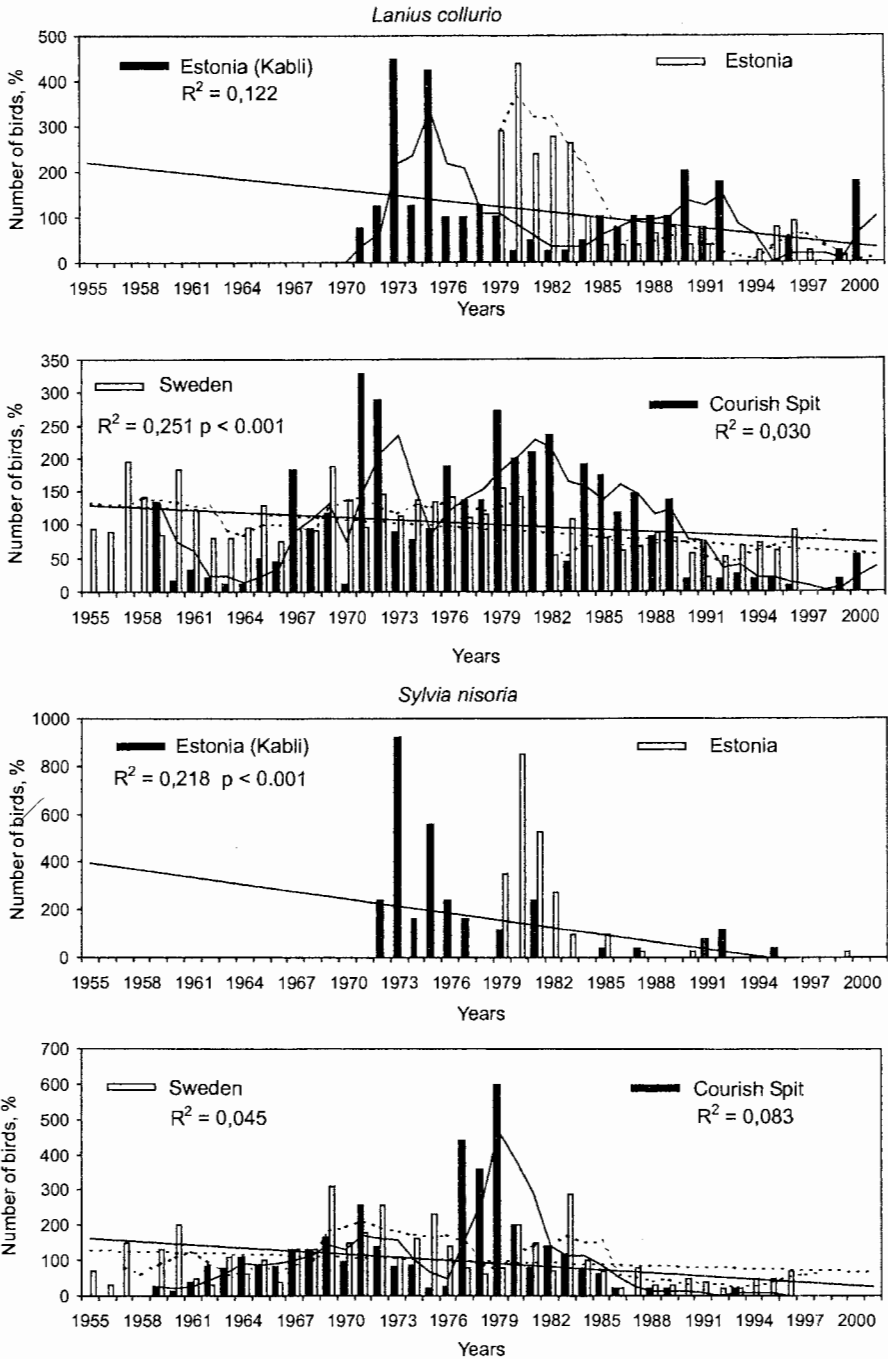 Lanius collurio
500
400
300
200
100
0
Number of birds, %
Estonia (Kabli)
R² = 0,122
Estonia
1955 1958 1961 1964 1967 1970 1973 1976 1979 1982 1985 1988 1991 1994 1997 2000
Years
350
300
250
200
150
100
50
0
Number of birds, %
Sweden
R² = 0,251 p < 0.001
Courish Spit
R² = 0,030
1955 1958 1961 1964 1967 1970 1973 1976 1979 1982 1985 1988 1991 1994 1997 2000
Years
Sylvia nisoria
1000
800
600
400
200
0
Number of birds, %
Estonia (Kabli)
R² = 0,218 p < 0.001
Estonia
1955 1958 1961 1964 1967 1970 1973 1976 1979 1982 1985 1988 1991 1994 1997 2000
Years
700
600
500
400
300
200
100
0
Number of birds, %
Sweden
R² = 0,045
Courish Spit
R² = 0,083
1955 1958 1961 1964 1967 1970 1973 1976 1979 1982 1985 1988 1991 1994 1997 2000
Years